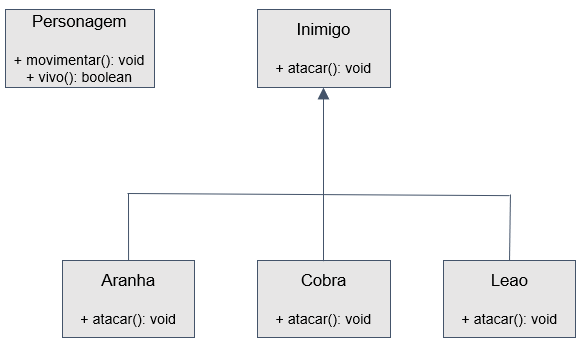 Personagem
+ movimentar(): void
+ vivo(): boolean
Inimigo
+ atacar(): void
Aranha
+ atacar(): void
Cobra
+ atacar(): void
Leao
+ atacar(): void